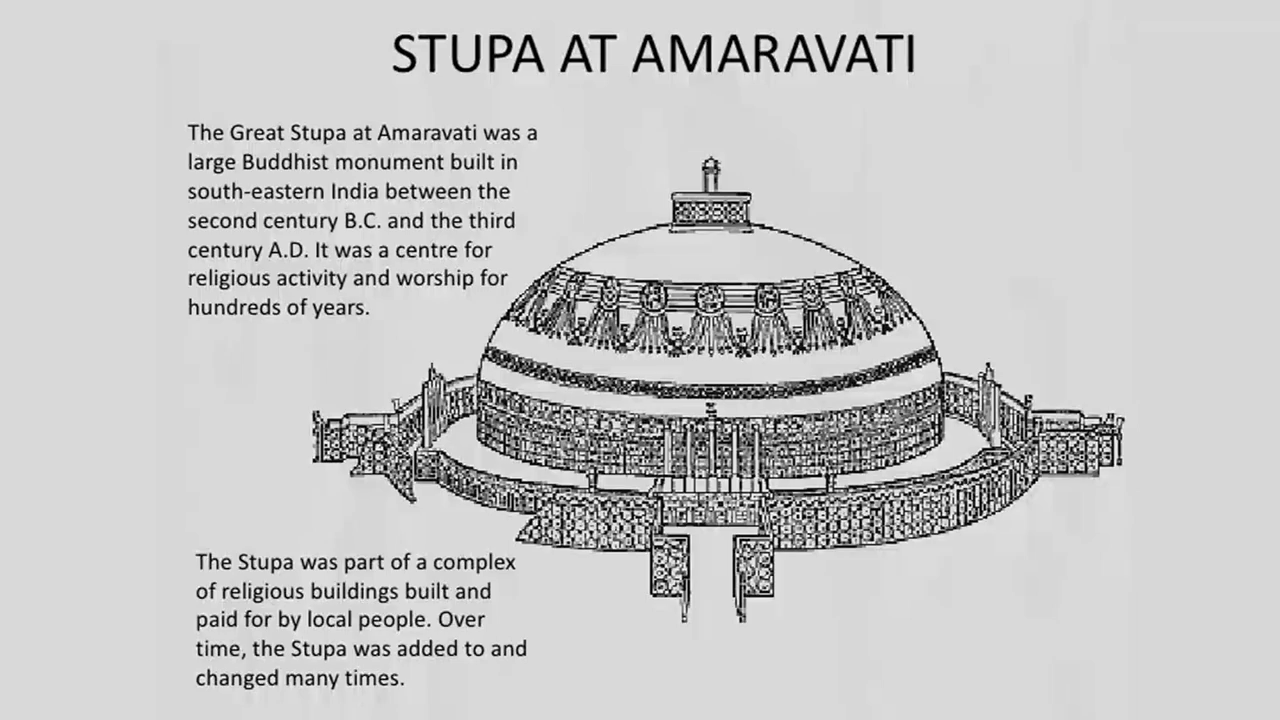 STUPA AT AMARAVATI
The Great Stupa at Amaravati was a
large Buddhist monument built in
south-eastern India between the
second century B.C. and the third
century A.D. It was a centre for
religious activity and worship for
hundreds of years.
The Stupa was part of a complex
of religious buildings built and
paid for by local people. Over
time, the Stupa was added to and
changed many times.